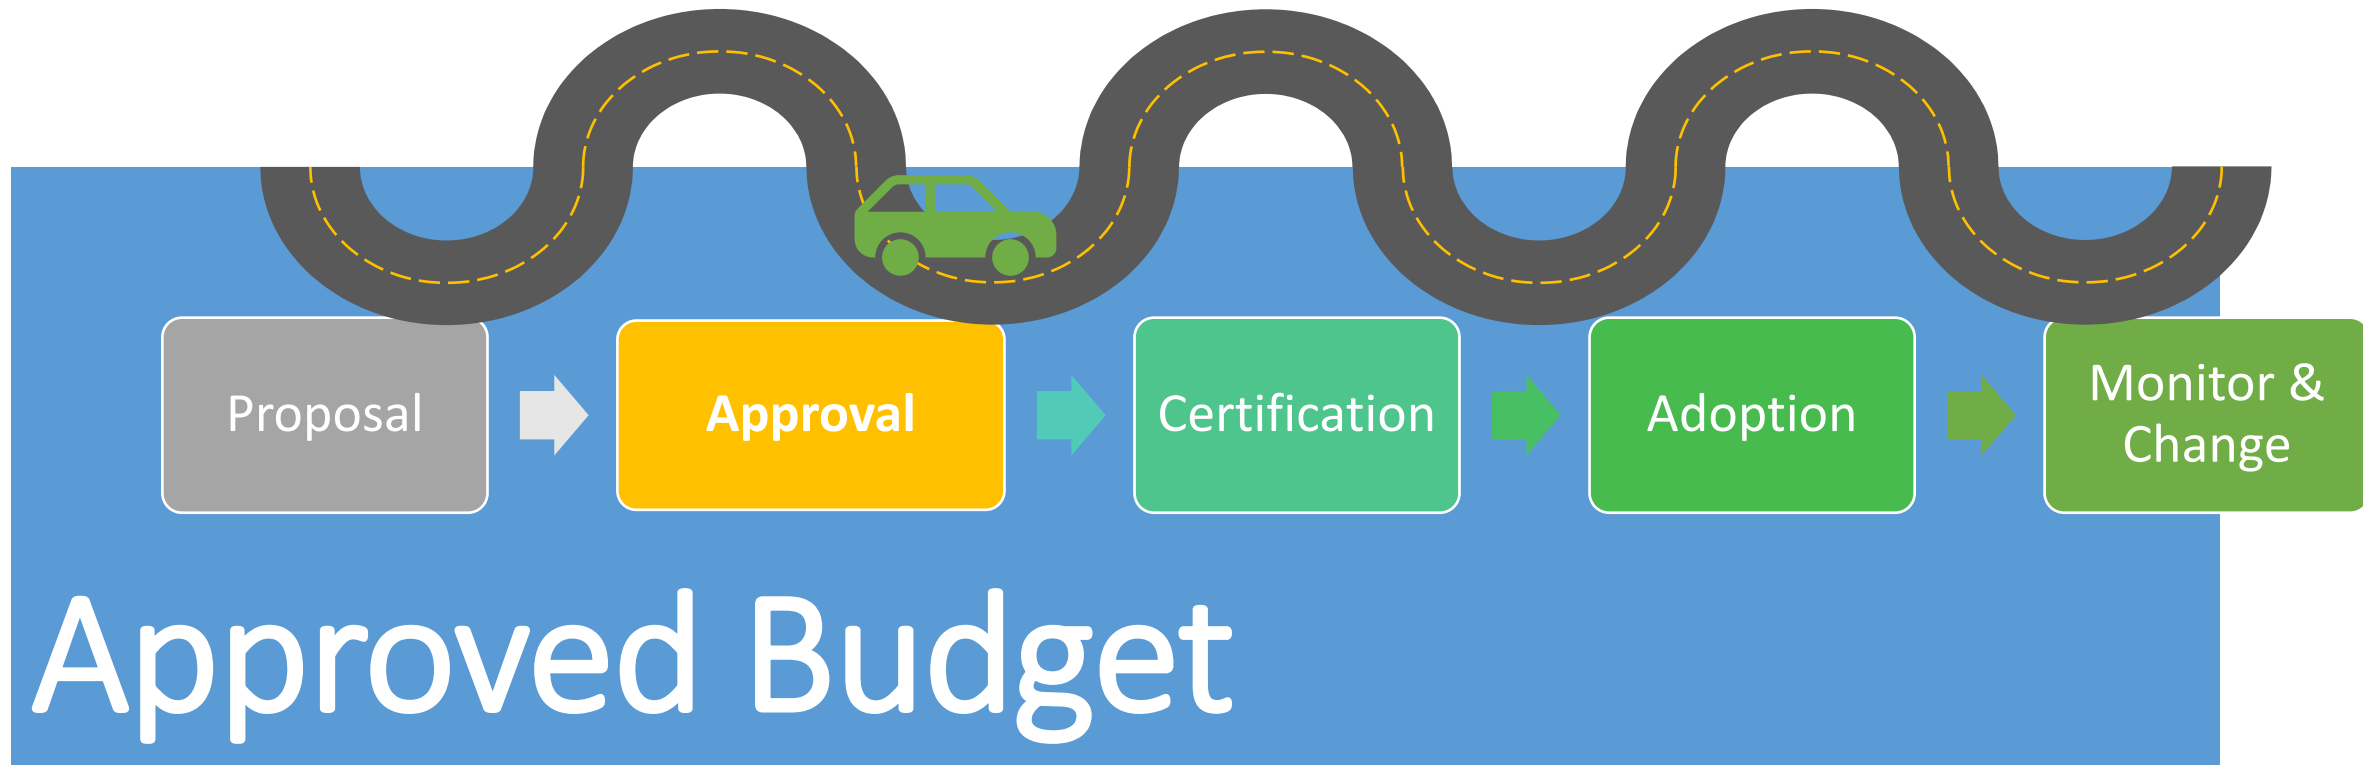 Proposal
Approval
Certification
Adoption
Monitor &
Change
Approved Budget